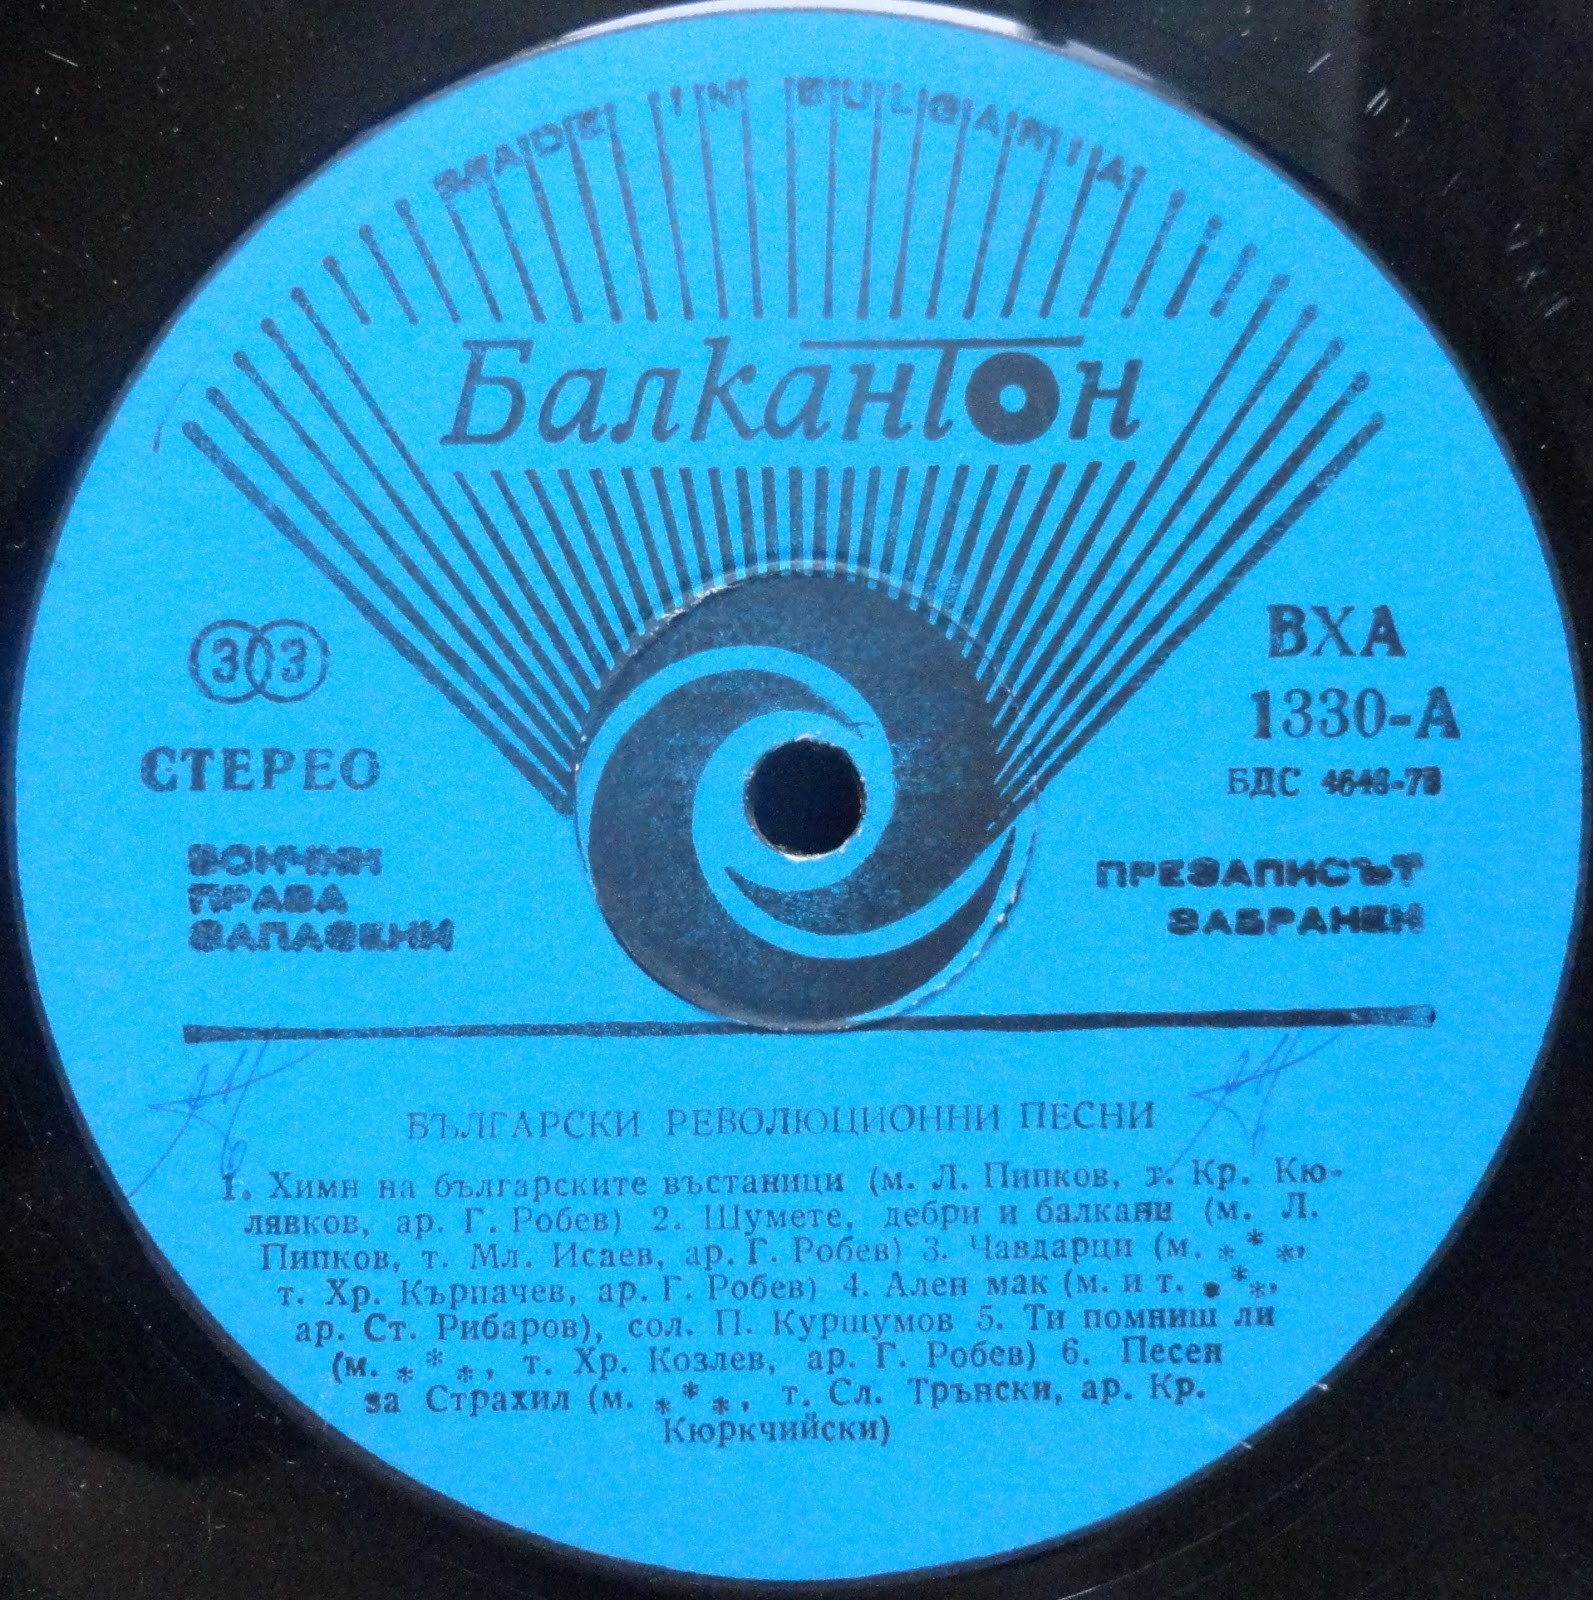 MADE IN BULGARIA
Балкантон
33
СТЕРЕО
ВХА
1330-А
БДС 4643-78
ВСИЧКИ
ПРАВА
ЗАПАЗЕНИ
ПРЕЗАПИСЪТ
ЗАБРАНЕН
БЪЛГАРСКИ РЕВОЛЮЦИОННИ ПЕСНИ
1. Химн на българските въстаници (м. Л. Пипков, т. Кр. Кю-
лявков, ар. Г. Робев) 2. Шумете, дебри и балкани (м. Л.
Пипков, т. Мл. Исаев, ар. Г. Робев) 3. Чавдарци (м. ***,
т. Хр. Кърпачев, ар. Г. Робев) 4. Ален мак (м. и т. ***,
ар. Ст. Рибаров), сол. П. Куршумов 5. Ти помниш ли
(м. ***, т. Хр. Козлев, ар. Г. Робев) 6. Песен
за Страхил (м. ***, т. Сл. Трънски, ар. Кр.
Кюркчийски)